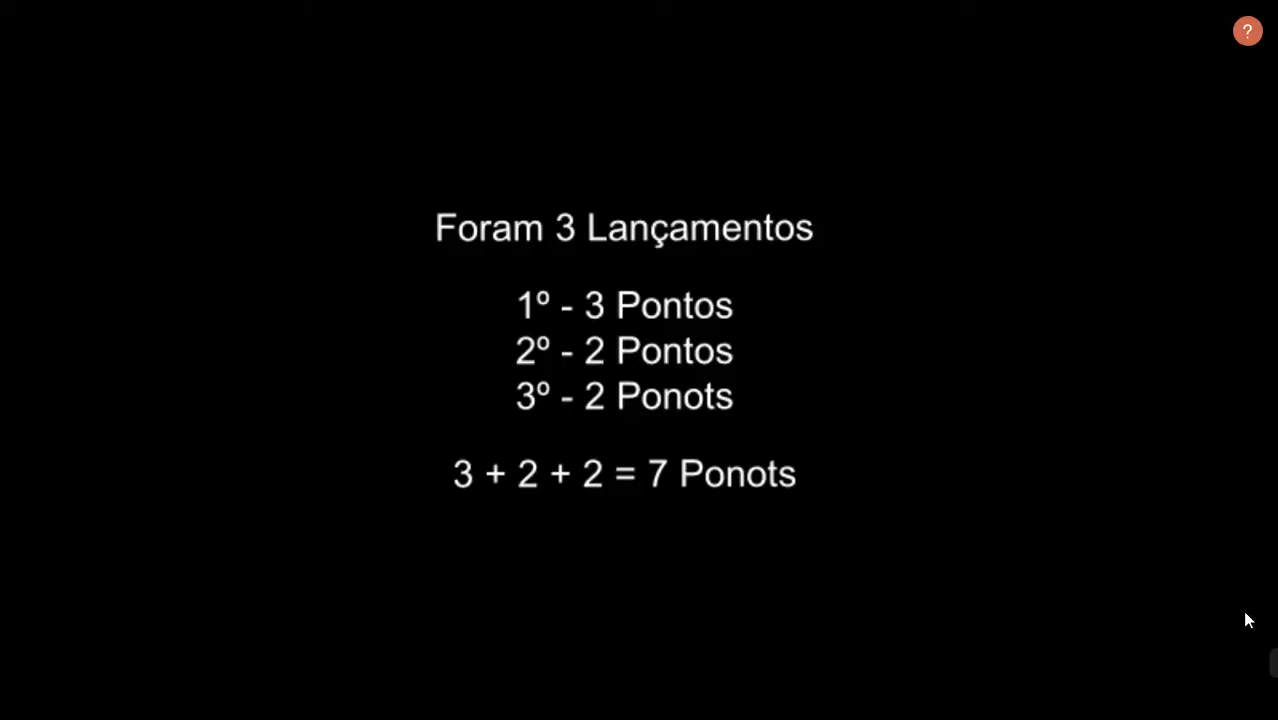 ?
Foram 3 Lançamentos
1º - 3 Pontos
2º - 2 Pontos
3º - 2 Ponots
3 + 2 + 2 = 7 Ponots